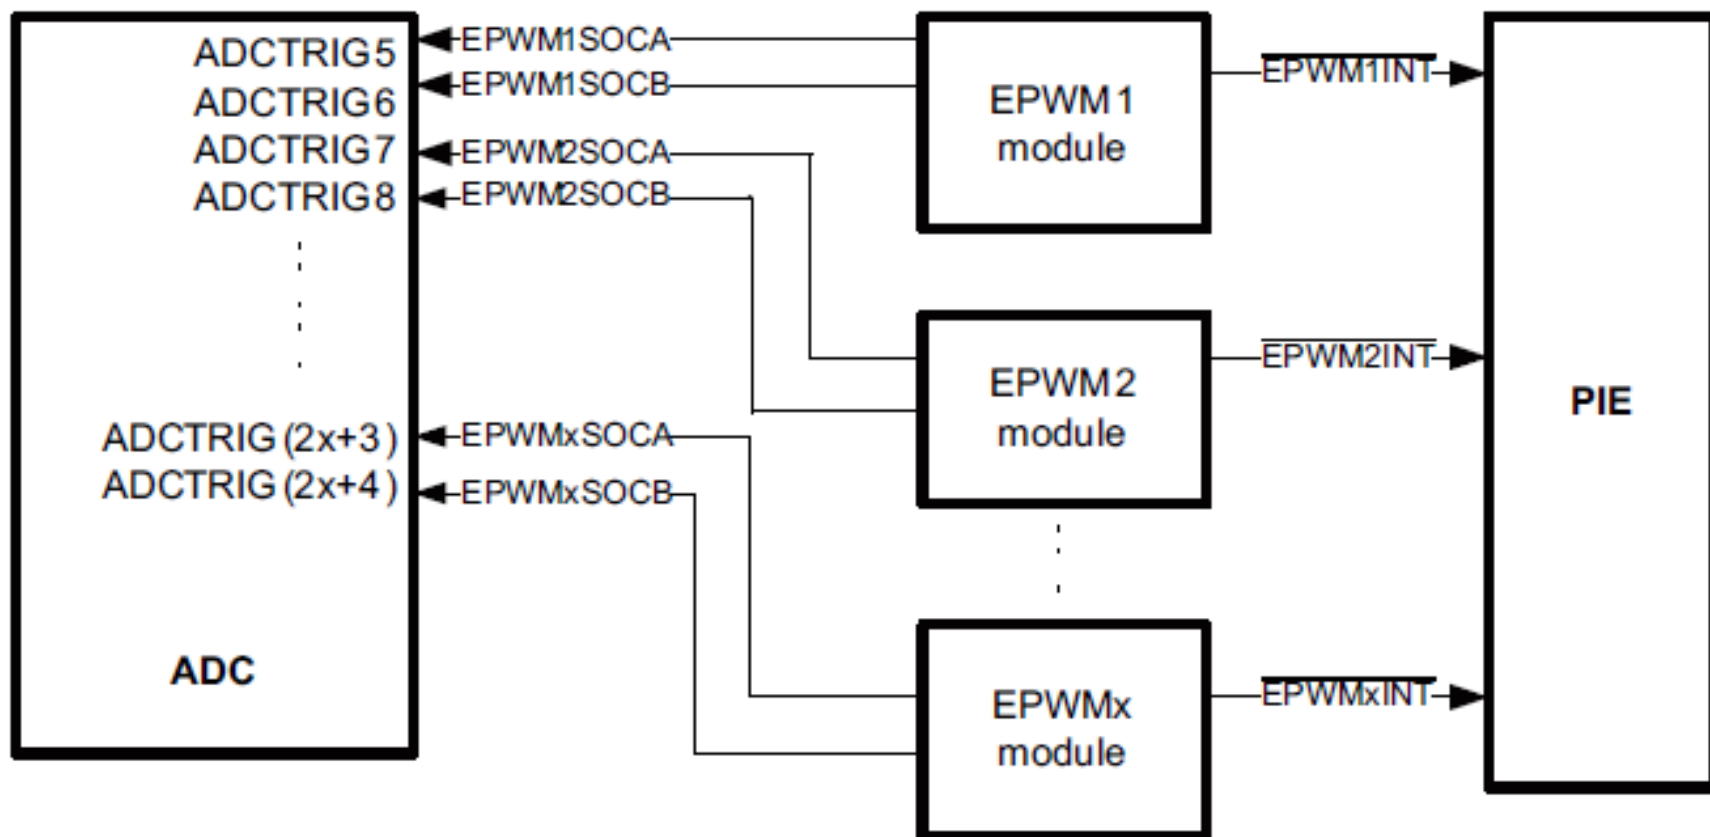 ADCTRIG5
ADCTRIG6
ADCTRIG7
ADCTRIG8
ADCTRIG(2x+3)
ADCTRIG(2x+4)
ADC
EPWM1SOCA
EPWM1SOCB
EPWM2SOCA
EPWM2SOCB
EPWMxSOCA
EPWMxSOCB
EPWM1
module
EPWM2
module
EPWMx
module
EPWM1INT
EPWM2INT
EPWMxINT
PIE